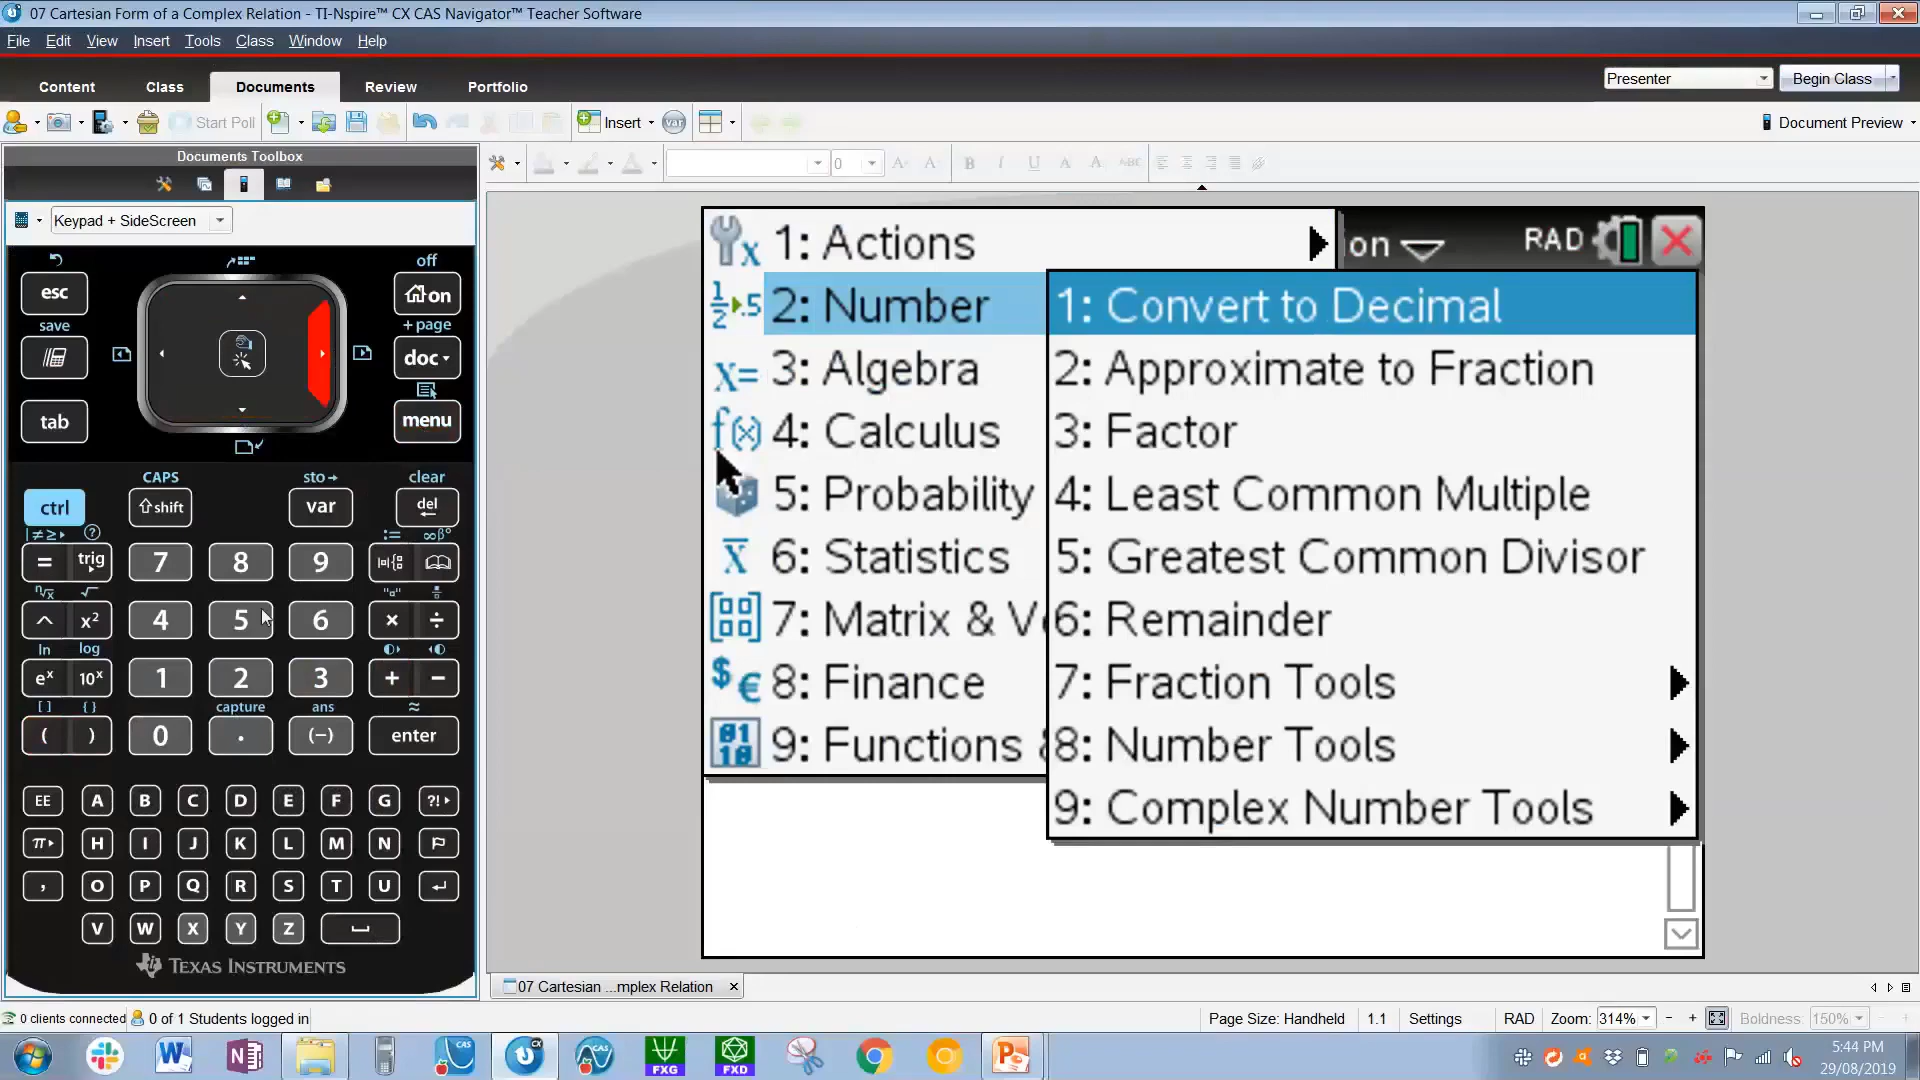 07 Cartesian Form of a Complex Relation - TI-Nspire™ CX CAS Navigator™ Teacher Software
File Edit View Insert Tools Class Window Help
Content Class Documents Review Portfolio
Presenter
Begin Class
Start Poll
Insert
var
Document Preview
Documents Toolbox
0
B I U A A ABC
Keypad + SideScreen
off
esc
on
save
+ page
doc
tab
menu
CAPS sto→ clear
ctrl shift var del
= trig 7 8 9
^ x² 4 5 6 × ÷
ln log
eˣ 10ˣ 1 2 3 + −
[ ] { } capture ans ≈
( ) 0 . (−) enter
EE A B C D E F G ?!
π H I J K L M N
, O P Q R S T U
V W X Y Z
TEXAS INSTRUMENTS
1: Actions
2: Number
3: Algebra
4: Calculus
5: Probability
6: Statistics
7: Matrix & V
8: Finance
9: Functions &
on
RAD
1: Convert to Decimal
2: Approximate to Fraction
3: Factor
4: Least Common Multiple
5: Greatest Common Divisor
6: Remainder
7: Fraction Tools
8: Number Tools
9: Complex Number Tools
07 Cartesian ...mplex Relation
0 clients connected 0 of 1 Students logged in
Page Size: Handheld 1.1 Settings RAD Zoom: 314% Boldness: 150%
FXG FXD
5:44 PM
29/08/2019